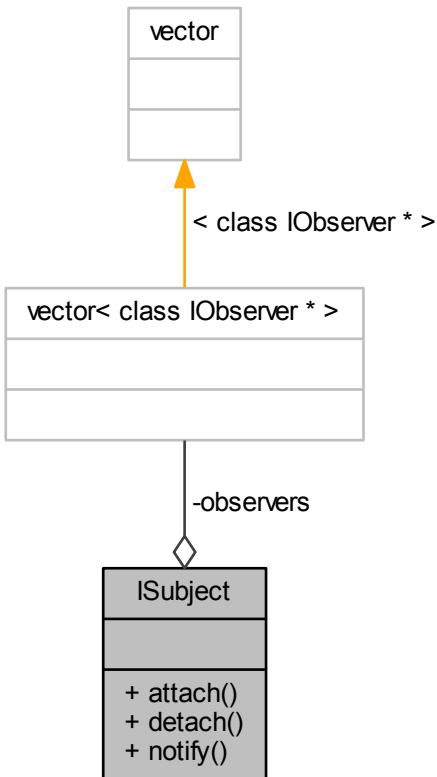 vector
< class IObserver * >
vector< class IObserver * >
-observers
ISubject
+ attach()
+ detach()
+ notify()